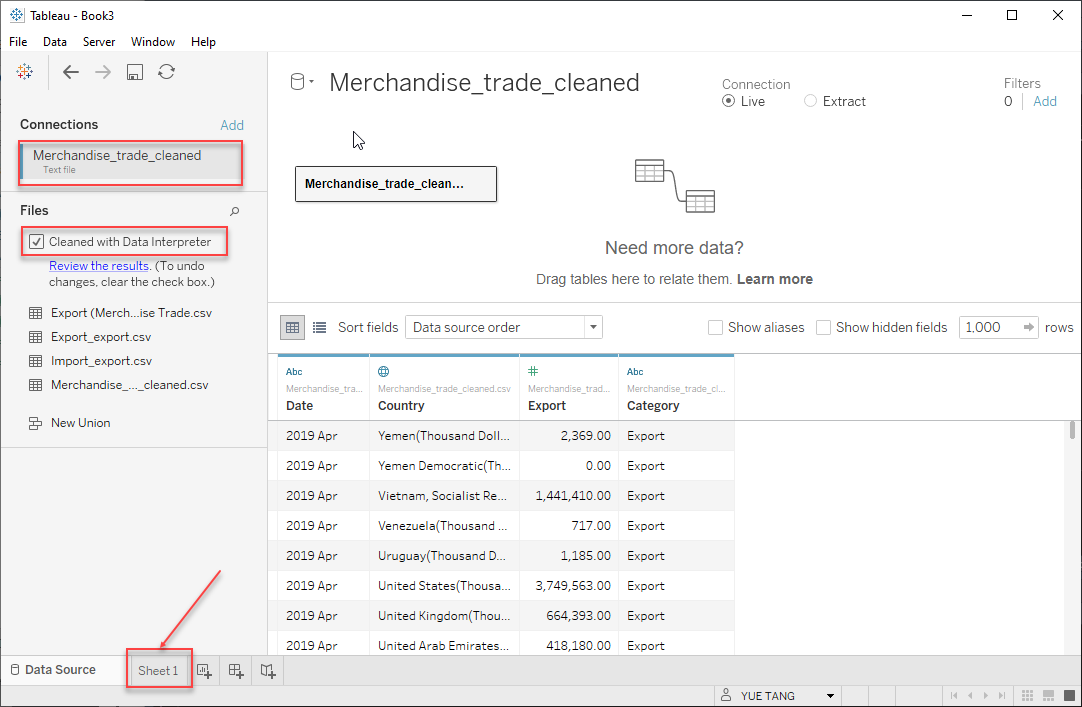 Tableau - Book3
File Data Server Window Help
Connections Add
Merchandise_trade_cleaned
Text file
Files
Cleaned with Data Interpreter
Review the results. (To undo
changes, clear the check box.)
Export (Merch...ise Trade.csv
Export_export.csv
Import_export.csv
Merchandise_..._cleaned.csv
New Union
Merchandise_trade_cleaned
Connection
Live Extract
Filters
0 Add
Merchandise_trade_clean...
Need more data?
Drag tables here to relate them. Learn more
Sort fields Data source order Show aliases Show hidden fields 1,000 rows
Abc # Abc
Merchandise_tra... Merchandise_trade_cleaned.csv Merchandise_trad... Merchandise_trade_cl...
Date Country Export Category
2019 Apr Yemen(Thousand Doll... 2,369.00 Export
2019 Apr Yemen Democratic(Th... 0.00 Export
2019 Apr Vietnam, Socialist Re... 1,441,410.00 Export
2019 Apr Venezuela(Thousand ... 717.00 Export
2019 Apr Uruguay(Thousand D... 1,185.00 Export
2019 Apr United States(Thousa... 3,749,563.00 Export
2019 Apr United Kingdom(Thou... 664,393.00 Export
2019 Apr United Arab Emirates... 418,180.00 Export
Data Source Sheet 1
YUE TANG